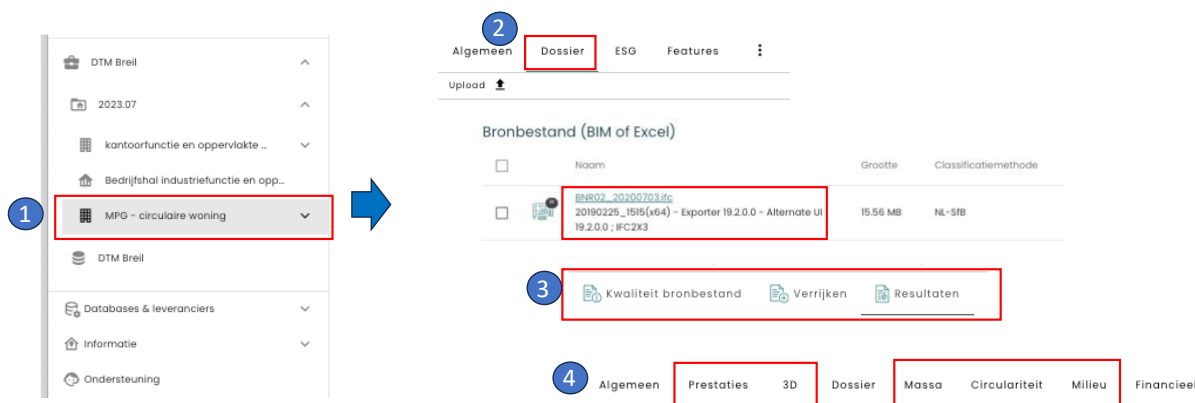 DTM Breil
2023.07
kantoorfunctie en oppervlakte ...
Bedrijfshal industriefunctie en opp...
1
MPG - circulaire woning
DTM Breil
Databases & leveranciers
Informatie
Ondersteuning
2
Algemeen Dossier ESG Features
Upload
Bronbestand (BIM of Excel)
Naam Grootte Classificatiemethode
BNR02_20200703.ifc
20190225_1515(x64) - Exporter 19.2.0.0 - Alternate UI 15.56 MB NL-SfB
19.2.0.0 ; IFC2X3
3 Kwaliteit bronbestand Verrijken Resultaten
4 Algemeen Prestaties 3D Dossier Massa Circulariteit Milieu Financieel